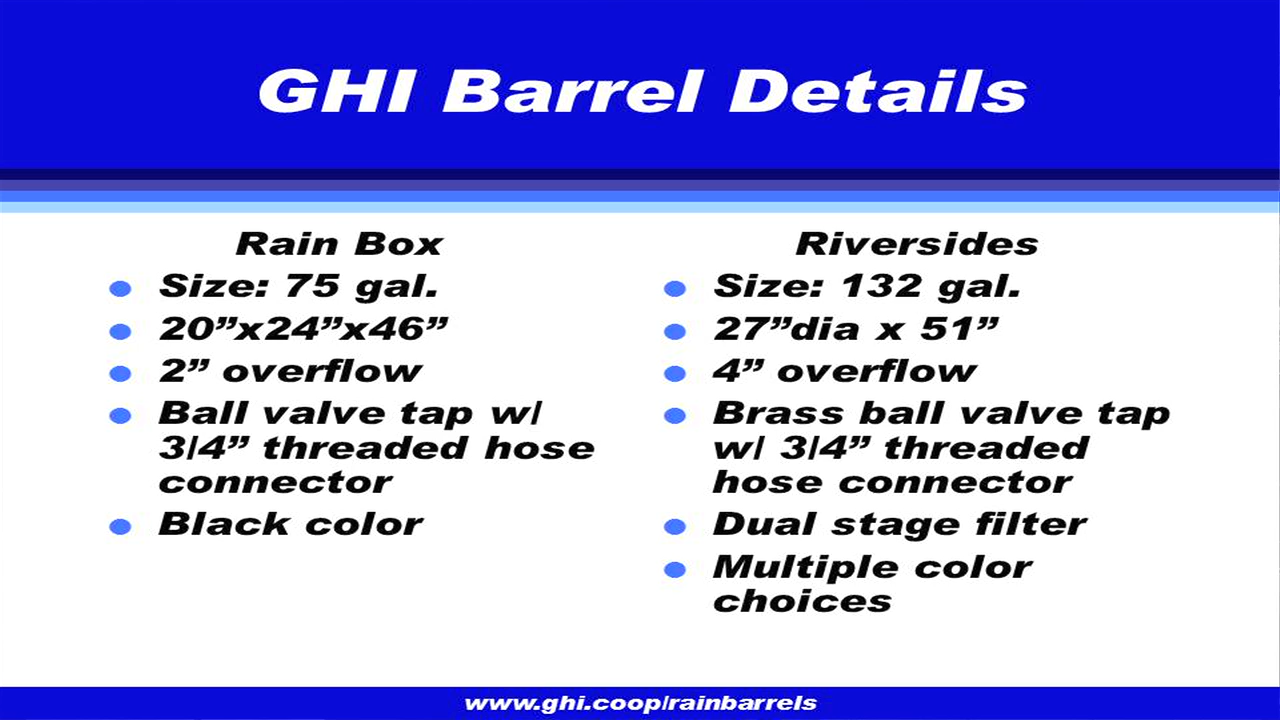 GHI Barrel Details
Rain Box
Size: 75 gal.
20”x24”x46”
2” overflow
Ball valve tap w/
3/4” threaded hose
connector
Black color
Riversides
Size: 132 gal.
27”dia x 51”
4” overflow
Brass ball valve tap
w/ 3/4” threaded
hose connector
Dual stage filter
Multiple color
choices
www.ghi.coop/rainbarrels